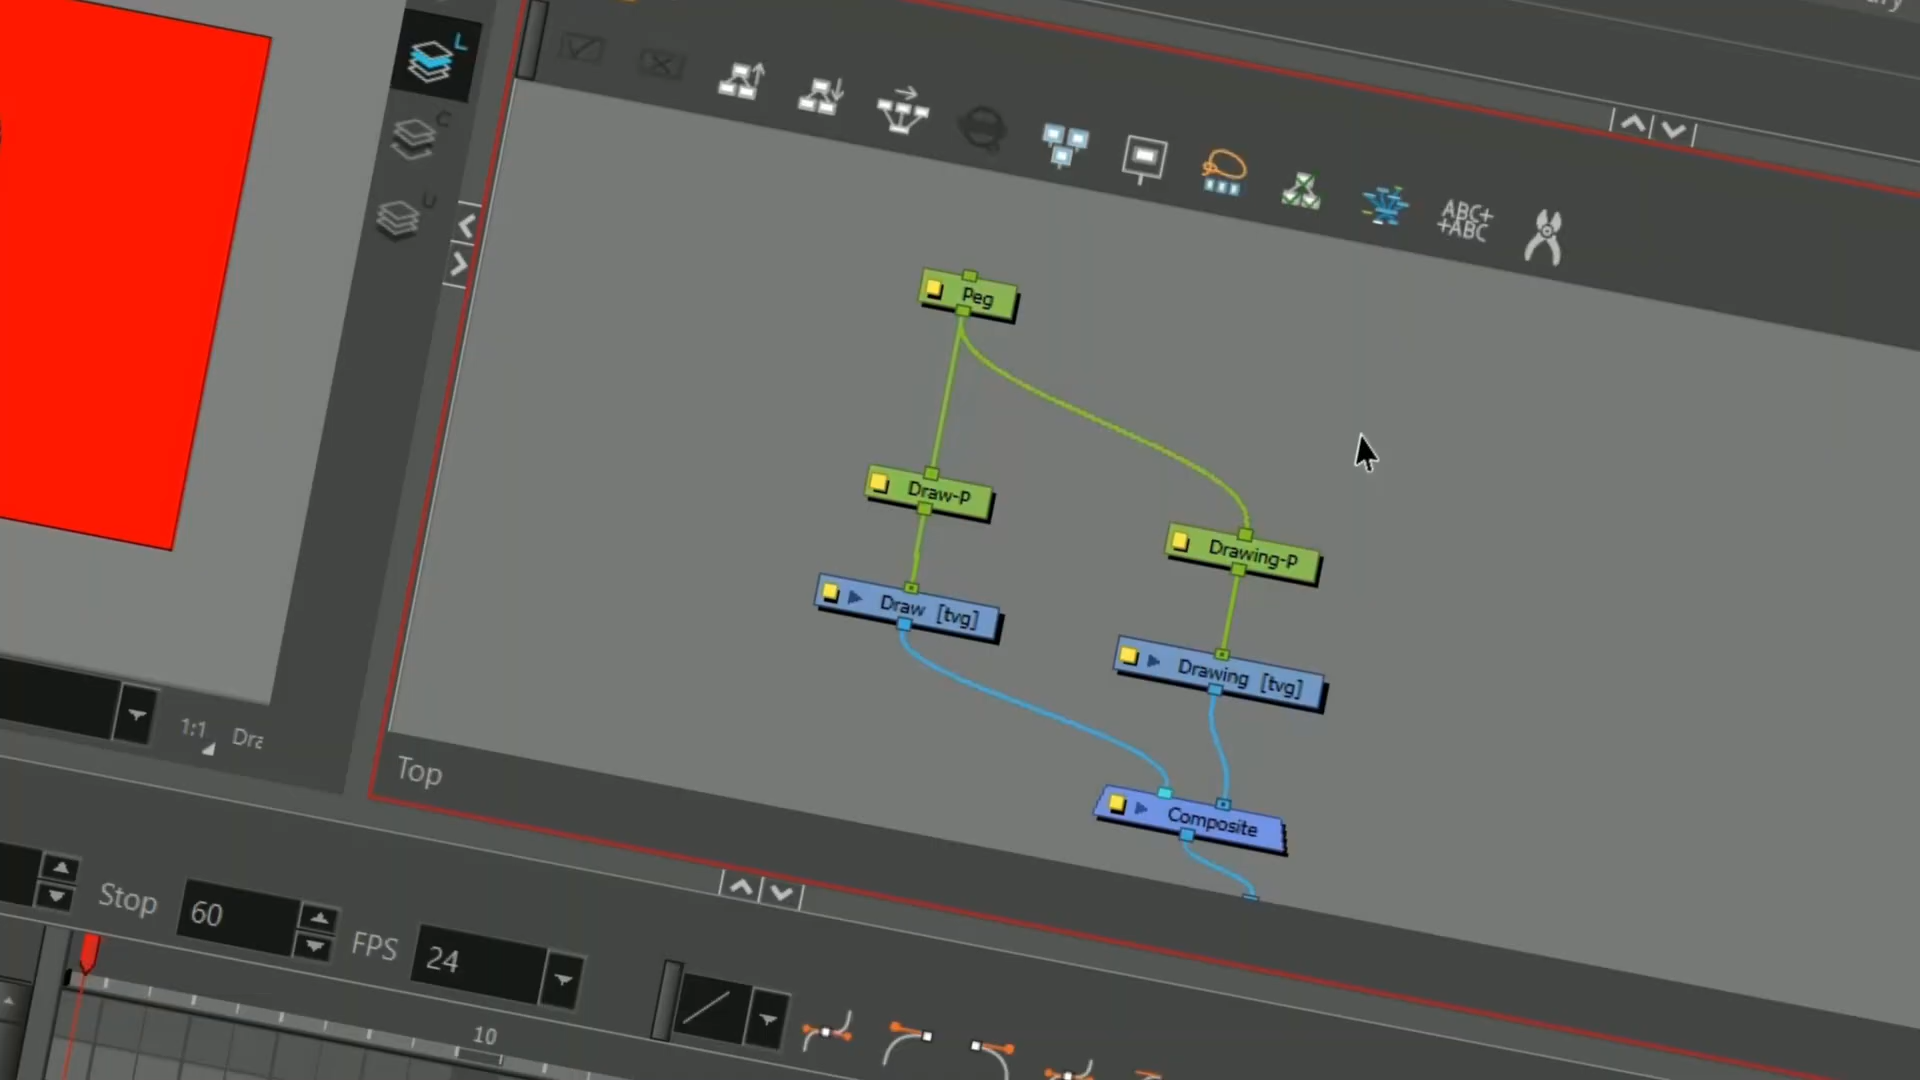 L
C
U
ABC+
+ABC
Peg
Draw-P
Drawing-P
Draw [tvg]
Drawing [tvg]
Composite
1:1
Top
Stop 60 FPS 24
10